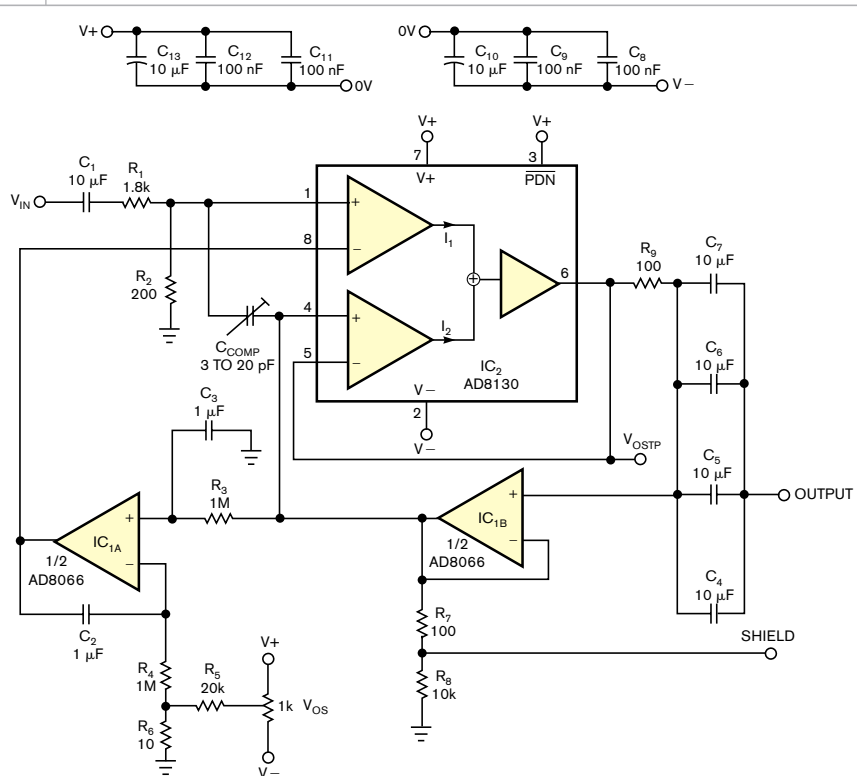 V+
C13
10 µF
C12
100 nF
C11
100 nF
0V
0V
C10
10 µF
C9
100 nF
C8
100 nF
V−
V+
7
V+
V+
3
PDN
VIN
C1
10 µF
R1
1.8k
1
+
8
−
I1
R2
200
CCOMP
3 TO 20 pF
4
+
5
−
I2
+
6
IC2
AD8130
V−
2
V−
R9
100
C7
10 µF
C6
10 µF
C5
10 µF
C4
10 µF
VOSTP
OUTPUT
C3
1 µF
R3
1M
+
−
IC1A
1/2
AD8066
+
−
IC1B
1/2
AD8066
C2
1 µF
R7
100
SHIELD
R8
10k
R4
1M
R5
20k
V+
1k VOS
R6
10
V−